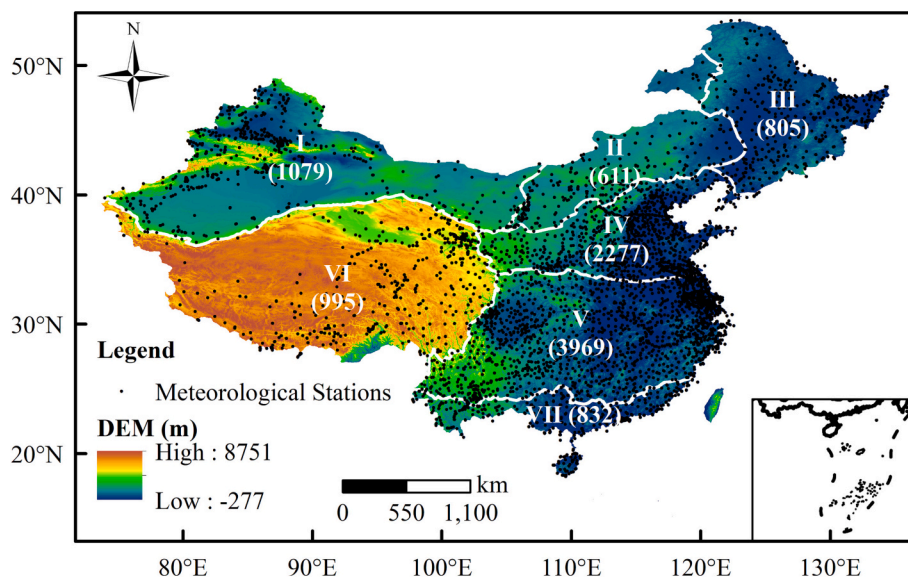 N
50°N
40°N
30°N
20°N
I
(1079)
II
(611)
III
(805)
IV
(2277)
VI
(995)
V
(3969)
VII (832)
Legend
Meteorological Stations
DEM (m)
High : 8751
Low : -277
km
0 550 1,100
80°E 90°E 100°E 110°E 120°E 130°E